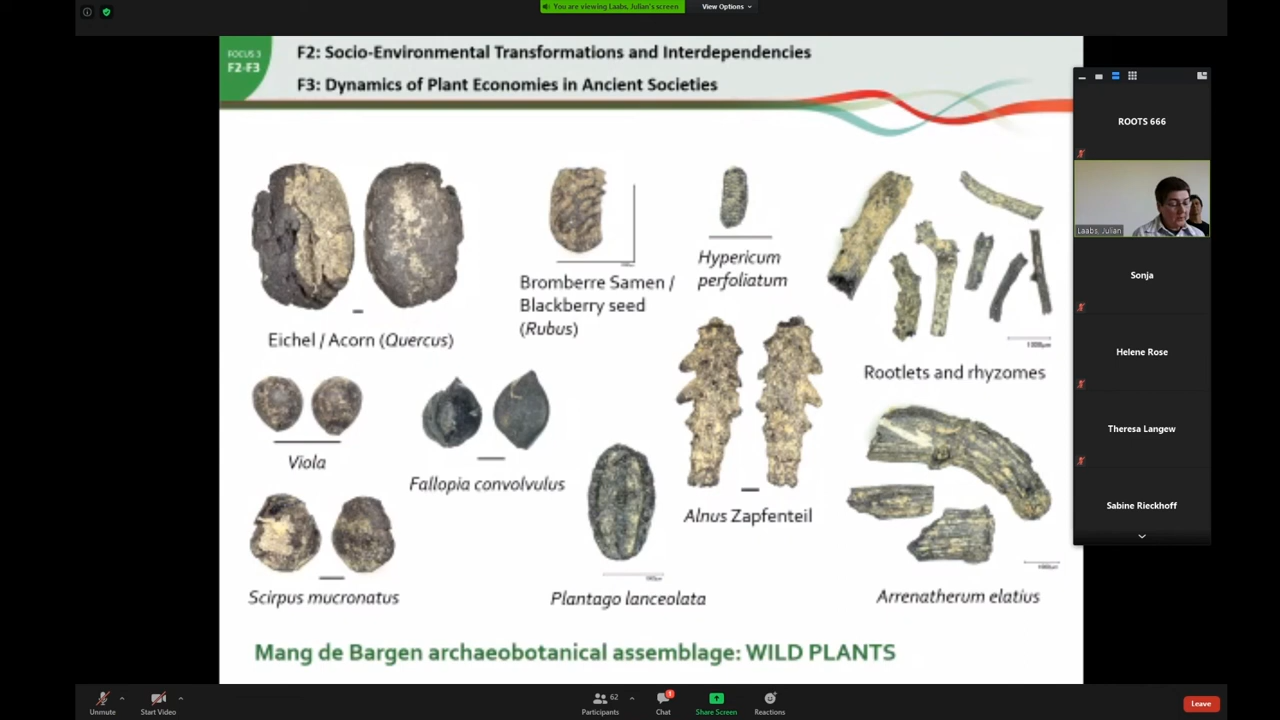 You are viewing Laabs, Julian's screen
View Options
FOCUS 3
F2-F3
F2: Socio-Environmental Transformations and Interdependencies
F3: Dynamics of Plant Economies in Ancient Societies
Eichel / Acorn (Quercus)
Bromberre Samen /
Blackberry seed
(Rubus)
Hypericum
perfoliatum
Rootlets and rhyzomes
Viola
Fallopia convolvulus
Alnus Zapfenteil
Scirpus mucronatus
Plantago lanceolata
Arrenatherum elatius
Mang de Bargen archaeobotanical assemblage: WILD PLANTS
ROOTS 666
Laabs, Julian
Sonja
Helene Rose
Theresa Langew
Sabine Rieckhoff
Unmute
Start Video
Participants
62
Chat
Share Screen
Reactions
Leave